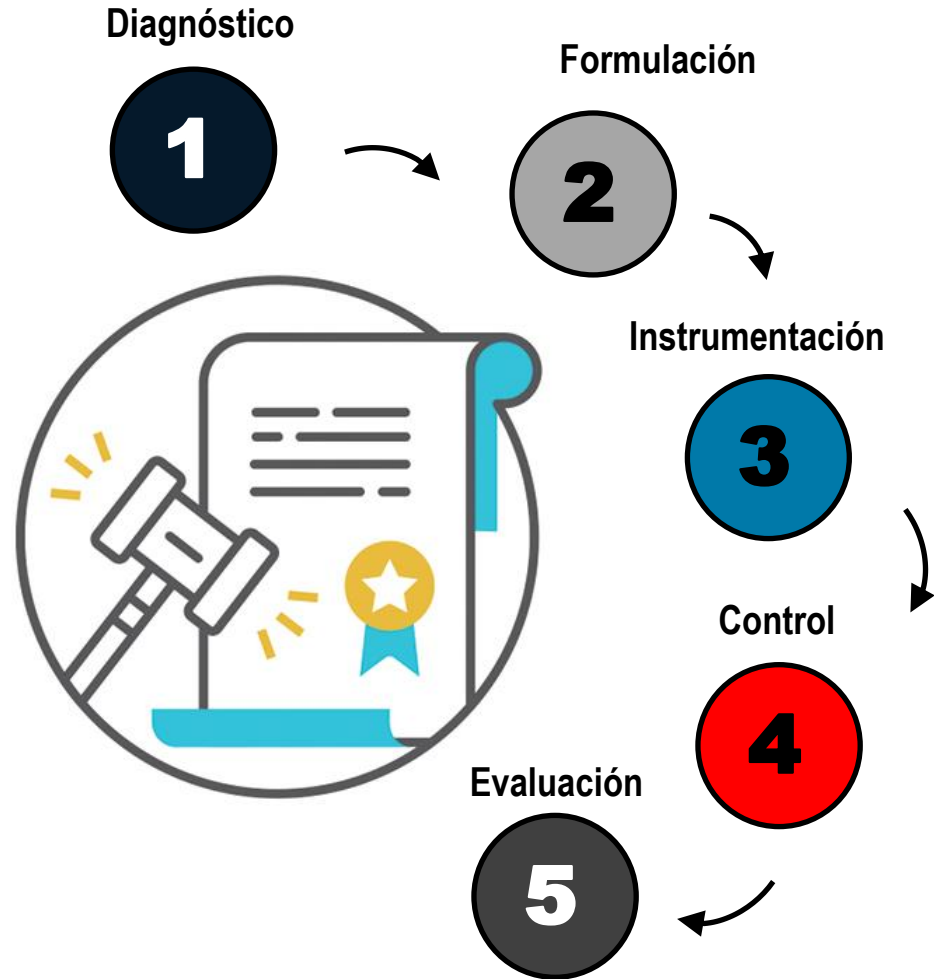 Diagnóstico
1
Formulación
2
Instrumentación
3
Control
4
Evaluación
5